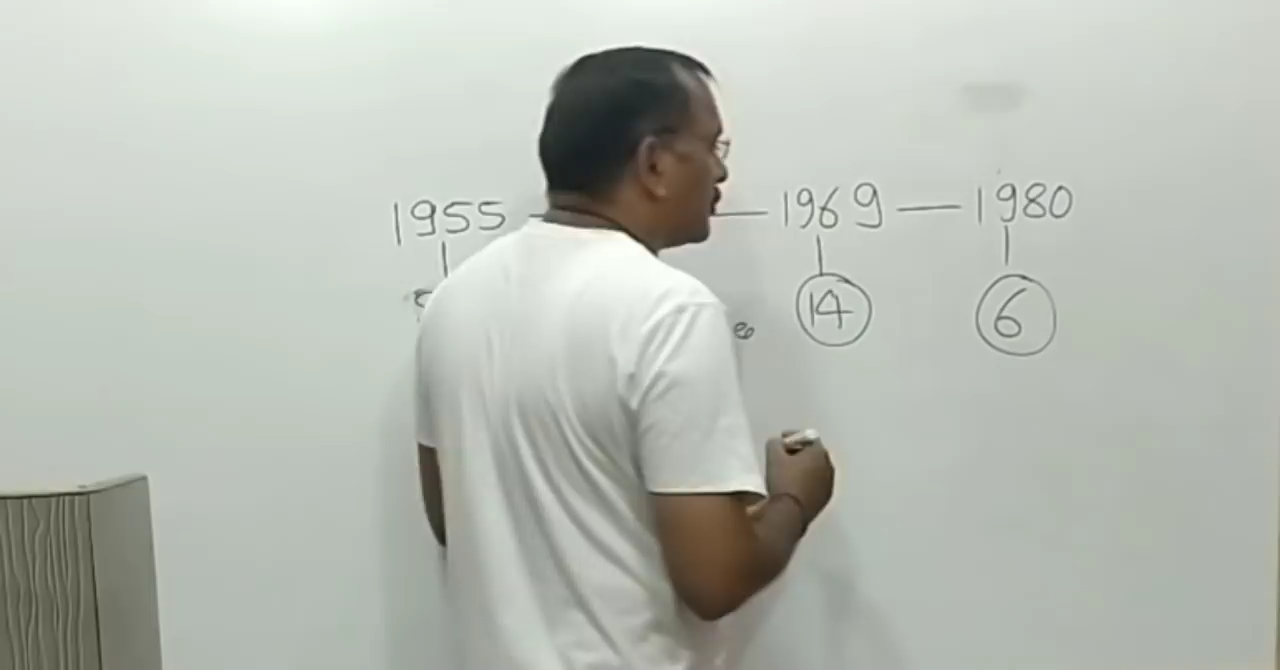 1955 — — 1969 — 1980
14 6